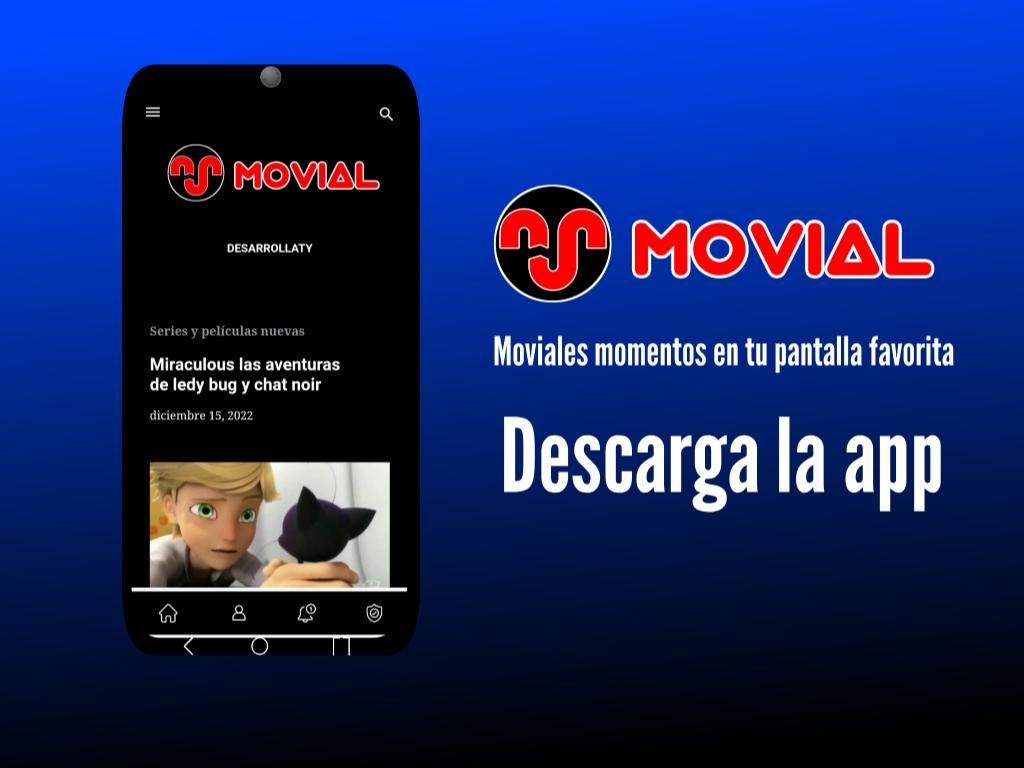 MOVIAL
DESARROLLATY
Series y películas nuevas
Miraculous las aventuras
de ledy bug y chat noir
diciembre 15, 2022
1
MOVIAL
Moviales momentos en tu pantalla favorita
Descarga la app